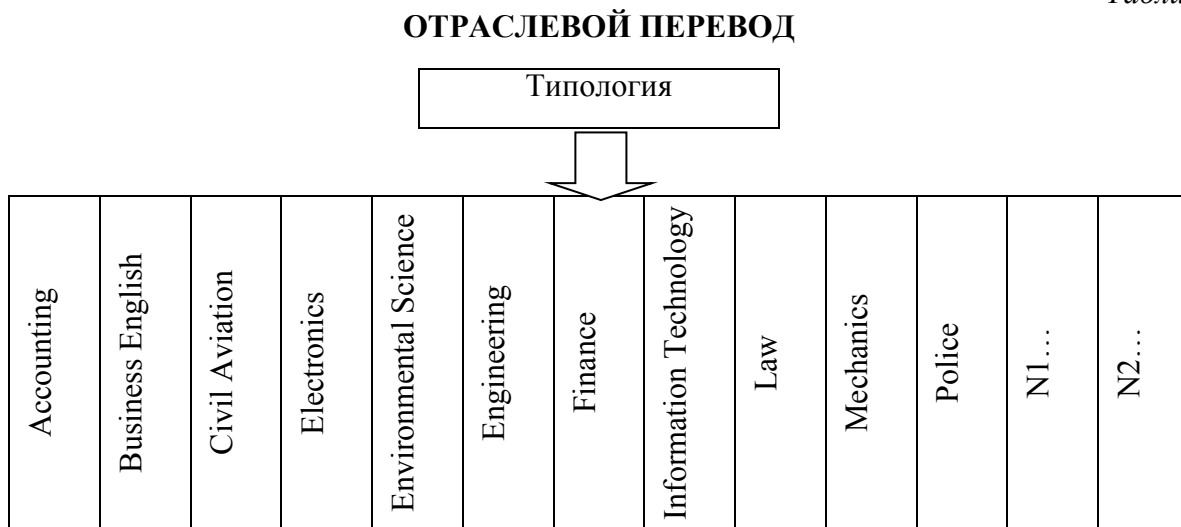 ОТРАСЛЕВОЙ ПЕРЕВОД
Типология
Accounting
Business English
Civil Aviation
Electronics
Environmental Science
Engineering
Finance
Information Technology
Law
Mechanics
Police
N1…
N2…